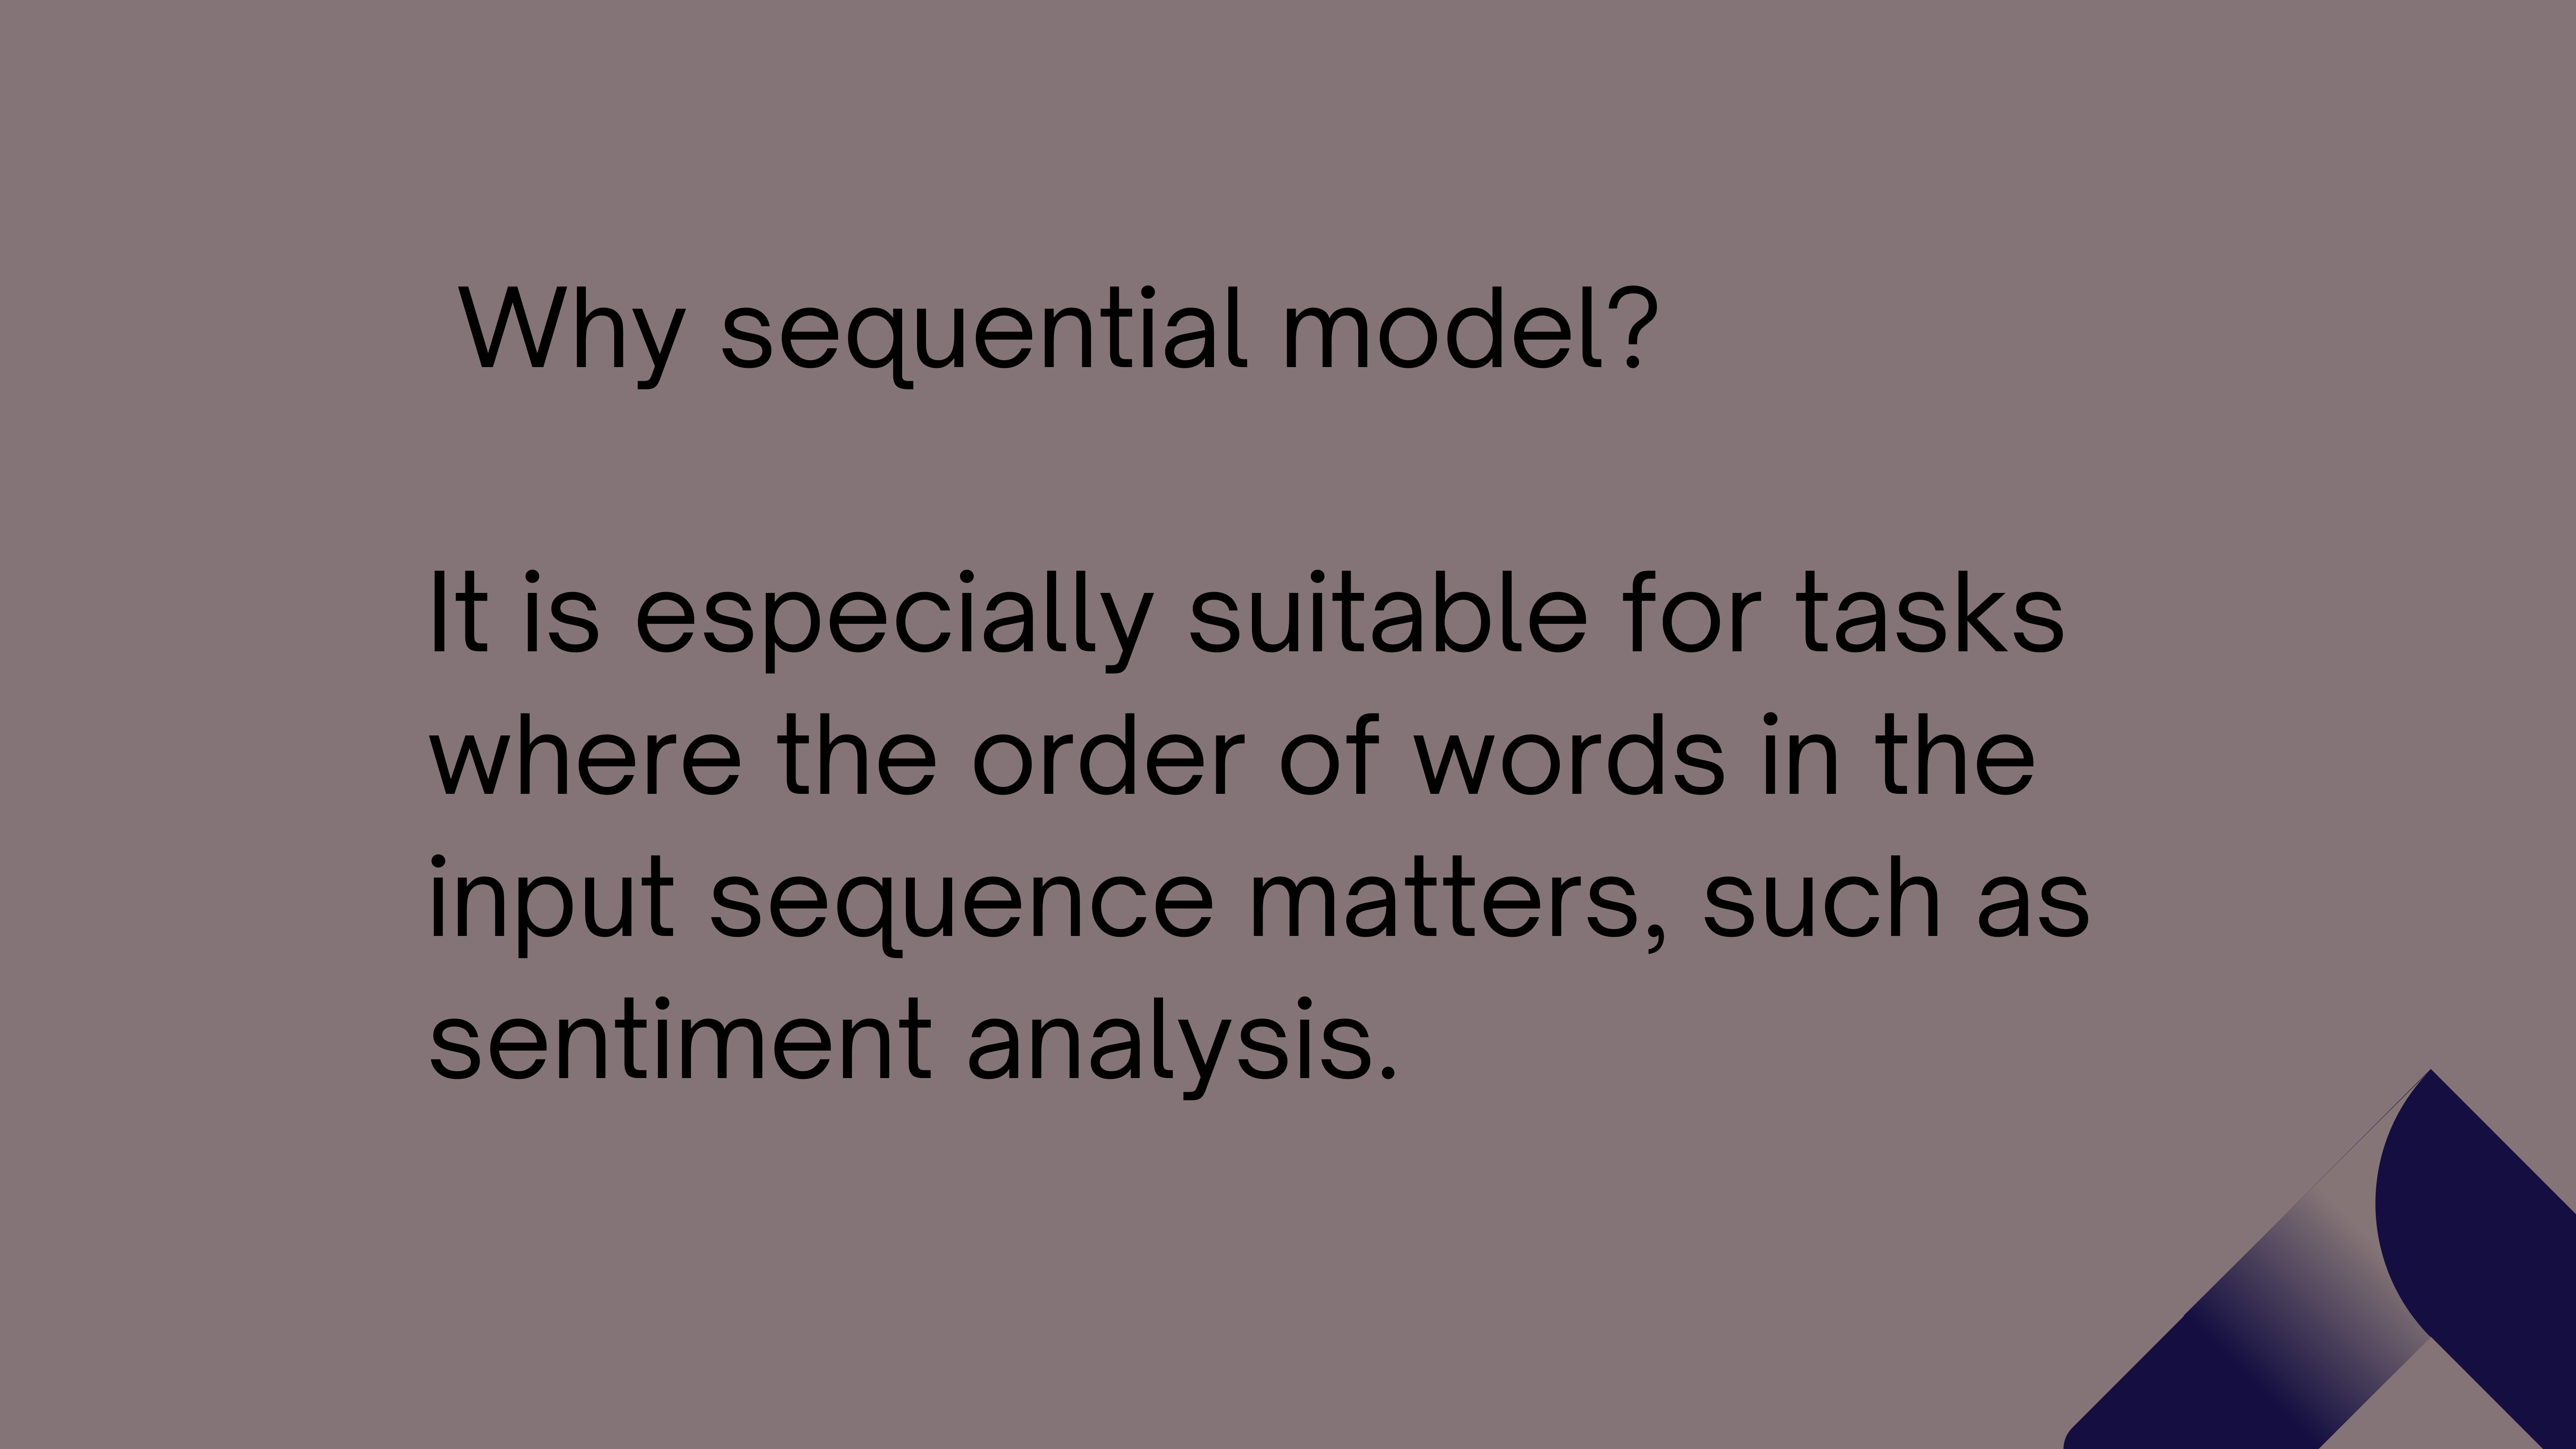 Why sequential model?
It is especially suitable for tasks
where the order of words in the
input sequence matters, such as
sentiment analysis.